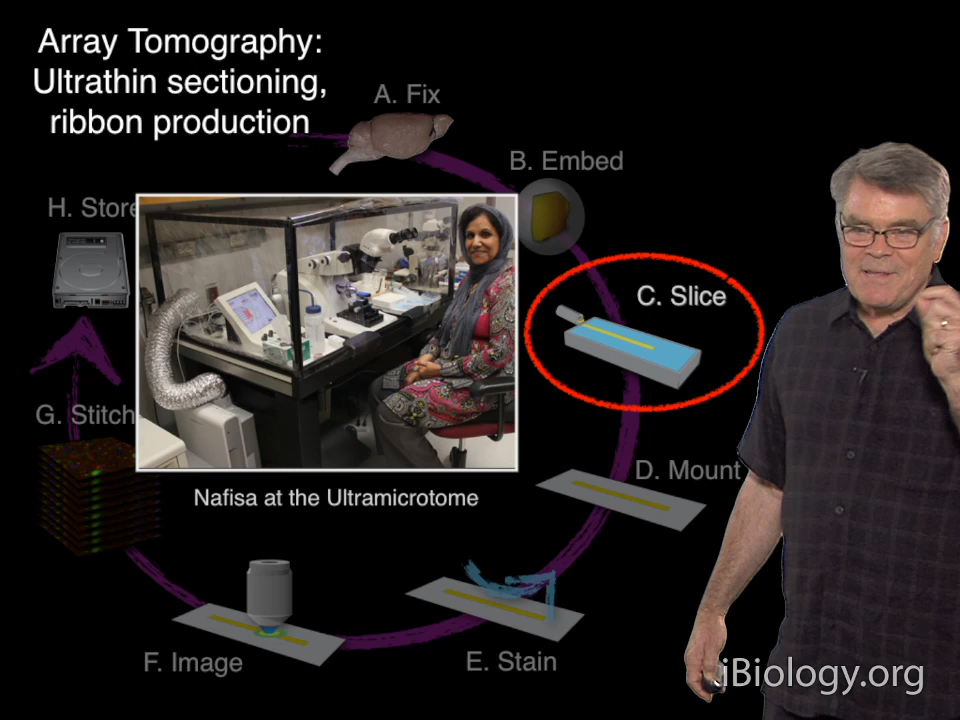 Array Tomography:
Ultrathin sectioning,
ribbon production
A. Fix
B. Embed
H. Store
C. Slice
G. Stitch
D. Mount
Nafisa at the Ultramicrotome
F. Image
E. Stain
iBiology.org